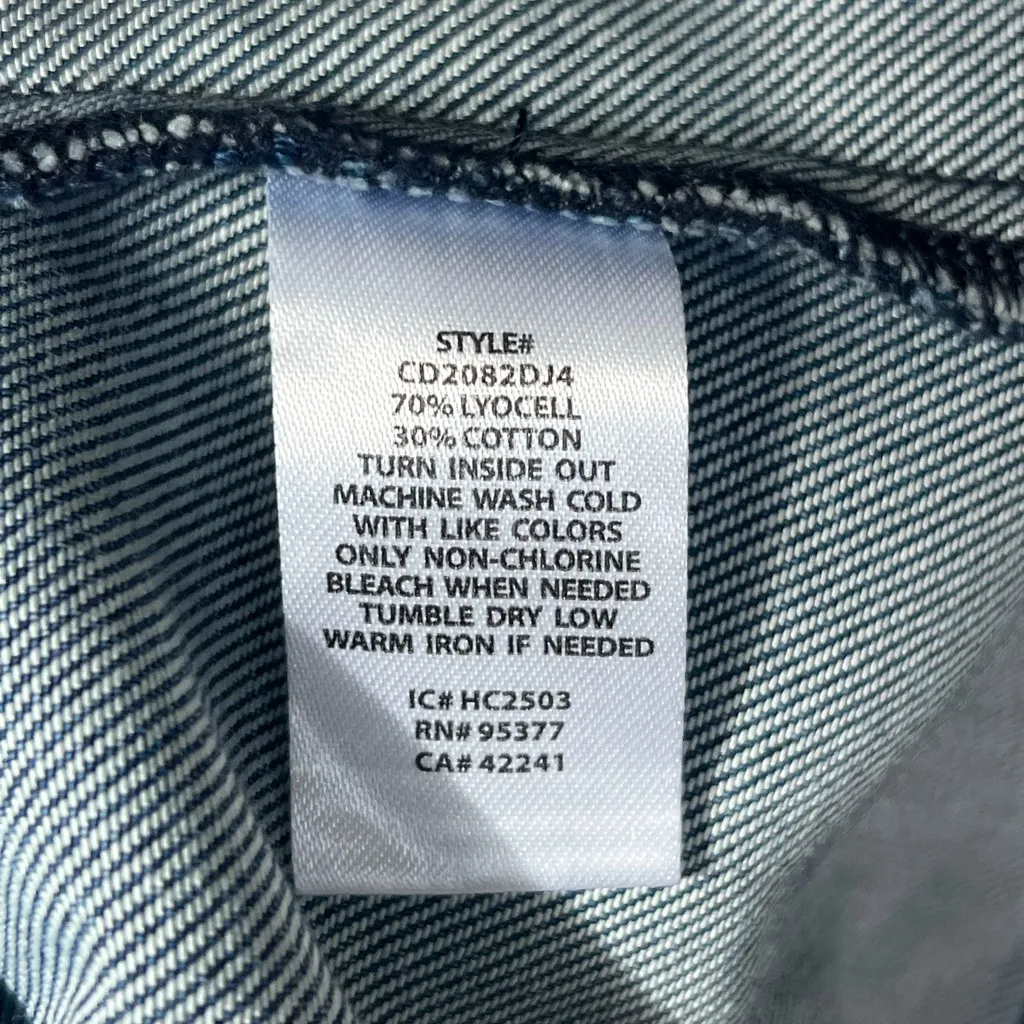 STYLE#
CD2082DJ4
70% LYOCELL
30% COTTON
TURN INSIDE OUT
MACHINE WASH COLD
WITH LIKE COLORS
ONLY NON-CHLORINE
BLEACH WHEN NEEDED
TUMBLE DRY LOW
WARM IRON IF NEEDED
IC# HC2503
RN# 95377
CA# 42241